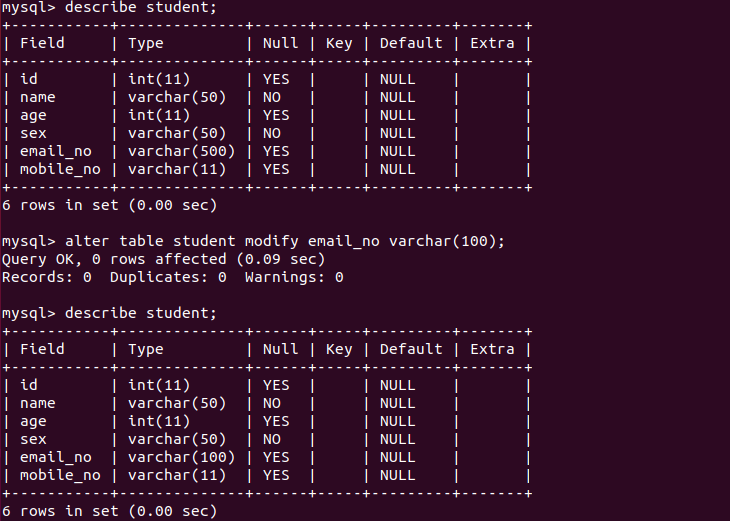 mysql> describe student;
+-----------+--------------+------+-----+---------+-------+
| Field     | Type         | Null | Key | Default | Extra |
+-----------+--------------+------+-----+---------+-------+
| id        | int(11)      | YES  |     | NULL    |       |
| name      | varchar(50)  | NO   |     | NULL    |       |
| age       | int(11)      | YES  |     | NULL    |       |
| sex       | varchar(50)  | NO   |     | NULL    |       |
| email_no  | varchar(500) | YES  |     | NULL    |       |
| mobile_no | varchar(11)  | YES  |     | NULL    |       |
+-----------+--------------+------+-----+---------+-------+
6 rows in set (0.00 sec)
mysql> alter table student modify email_no varchar(100);
Query OK, 0 rows affected (0.09 sec)
Records: 0  Duplicates: 0  Warnings: 0
mysql> describe student;
+-----------+--------------+------+-----+---------+-------+
| Field     | Type         | Null | Key | Default | Extra |
+-----------+--------------+------+-----+---------+-------+
| id        | int(11)      | YES  |     | NULL    |       |
| name      | varchar(50)  | NO   |     | NULL    |       |
| age       | int(11)      | YES  |     | NULL    |       |
| sex       | varchar(50)  | NO   |     | NULL    |       |
| email_no  | varchar(100) | YES  |     | NULL    |       |
| mobile_no | varchar(11)  | YES  |     | NULL    |       |
+-----------+--------------+------+-----+---------+-------+
6 rows in set (0.00 sec)